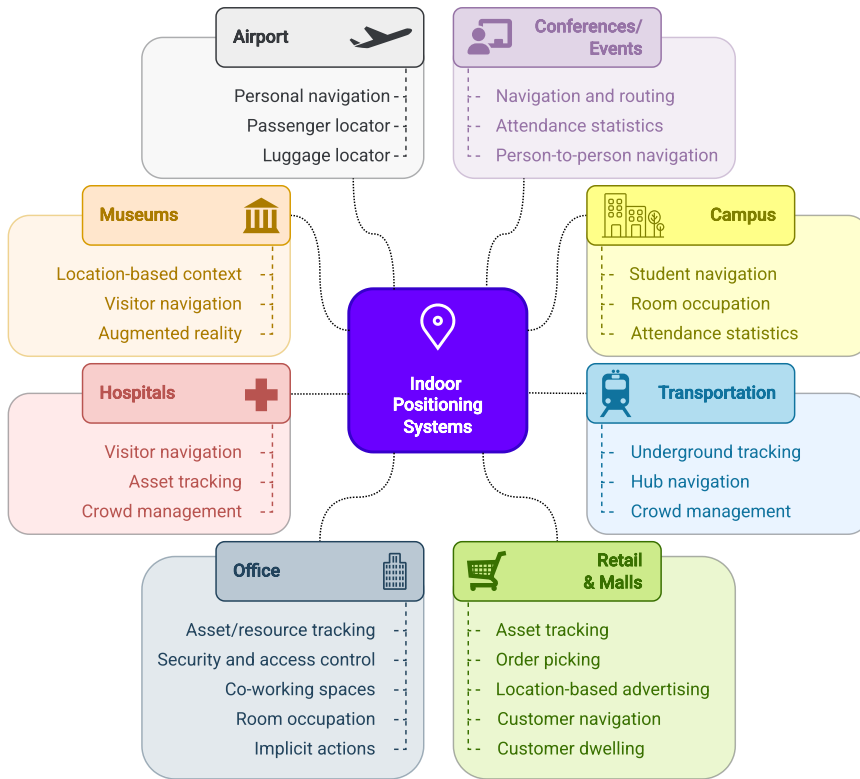 Airport
Personal navigation
Passenger locator
Luggage locator
Conferences/
Events
Navigation and routing
Attendance statistics
Person-to-person navigation
Museums
Location-based context
Visitor navigation
Augmented reality
Campus
Student navigation
Room occupation
Attendance statistics
Indoor
Positioning
Systems
Hospitals
Visitor navigation
Asset tracking
Crowd management
Transportation
Underground tracking
Hub navigation
Crowd management
Office
Asset/resource tracking
Security and access control
Co-working spaces
Room occupation
Implicit actions
Retail
& Malls
Asset tracking
Order picking
Location-based advertising
Customer navigation
Customer dwelling